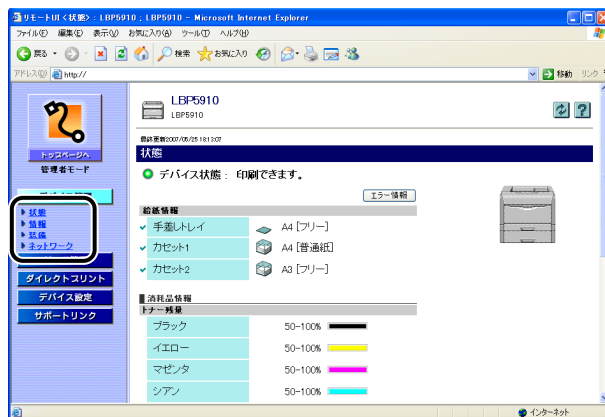 リモートUI <状態> : LBP5910 ; LBP5910 - Microsoft Internet Explorer
ファイル(F) 編集(E) 表示(V) お気に入り(A) ツール(T) ヘルプ(H)
戻る 検索 お気に入り
アドレス(D) http:// 移動 リンク
LBP5910
LBP5910
最終更新2007/05/25 18:13:07
トップページへ
管理者モード
状態
デバイス状態 : 印刷できます。
エラー情報
状態
情報
装備
ネットワーク
ダイレクトプリント
デバイス設定
サポートリンク
給紙情報
手差しトレイ A4 [フリー]
カセット1 A4 [普通紙]
カセット2 A3 [フリー]
消耗品情報
トナー残量
ブラック 50-100%
イエロー 50-100%
マゼンタ 50-100%
シアン 50-100%
インターネット